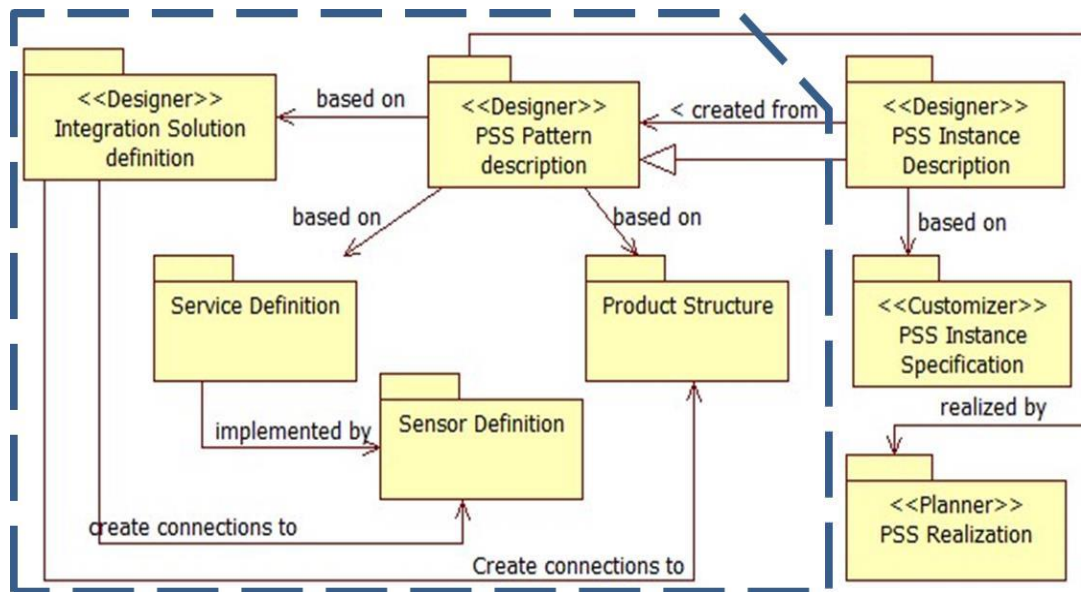 <<Designer>>
Integration Solution
definition
based on
<<Designer>>
PSS Pattern
description
< created from
<<Designer>>
PSS Instance
Description
based on
based on
based on
Service Definition
Product Structure
<<Customizer>>
PSS Instance
Specification
implemented by
Sensor Definition
realized by
<<Planner>>
PSS Realization
create connections to
Create connections to